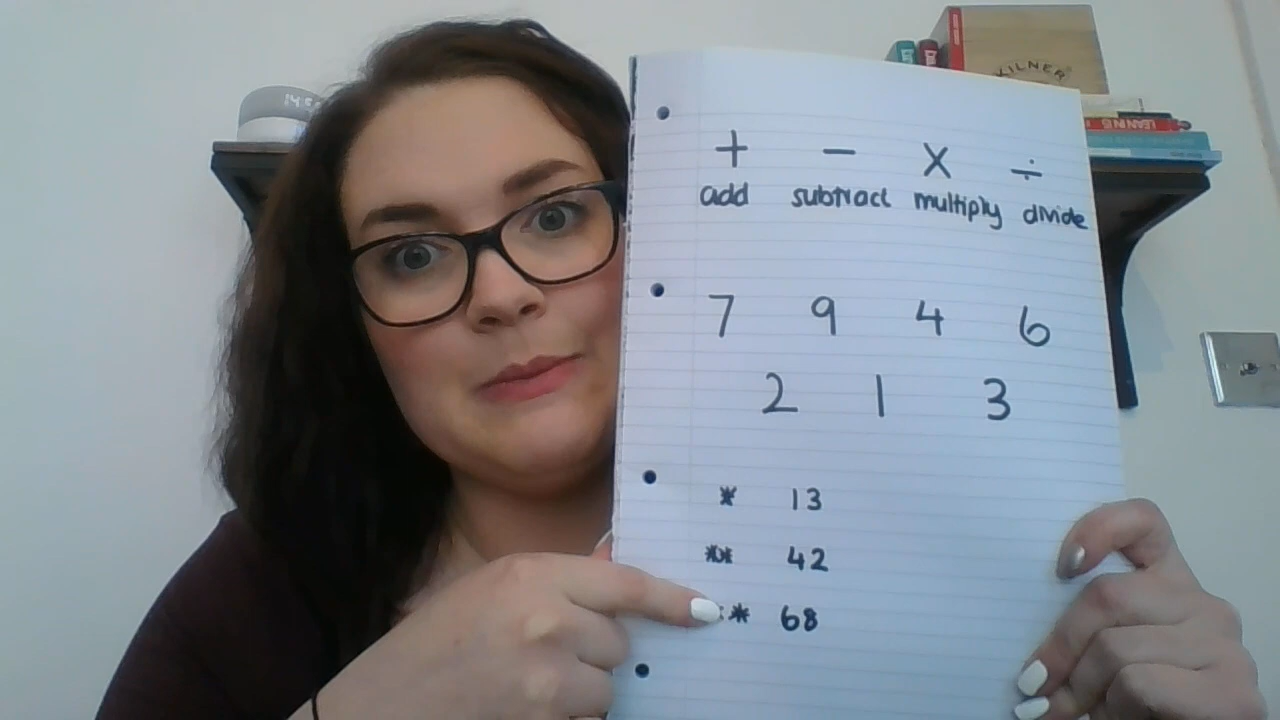 KILNER
+ - × ÷
add subtract multiply divide
7 9 4 6
2 1 3
* 13
** 42
* 68